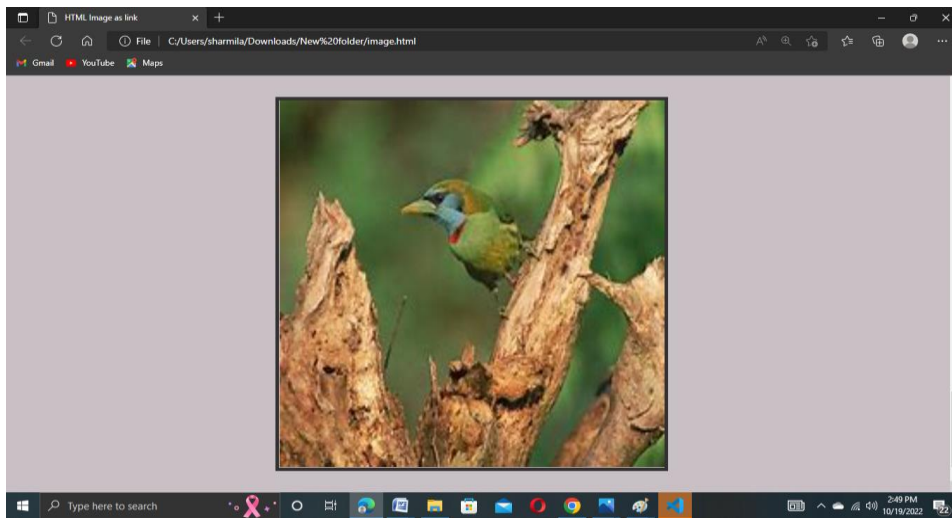 HTML Image as link
File | C:/Users/sharmila/Downloads/New%20folder/image.html
Gmail YouTube Maps
Type here to search
2:49 PM
10/19/2022